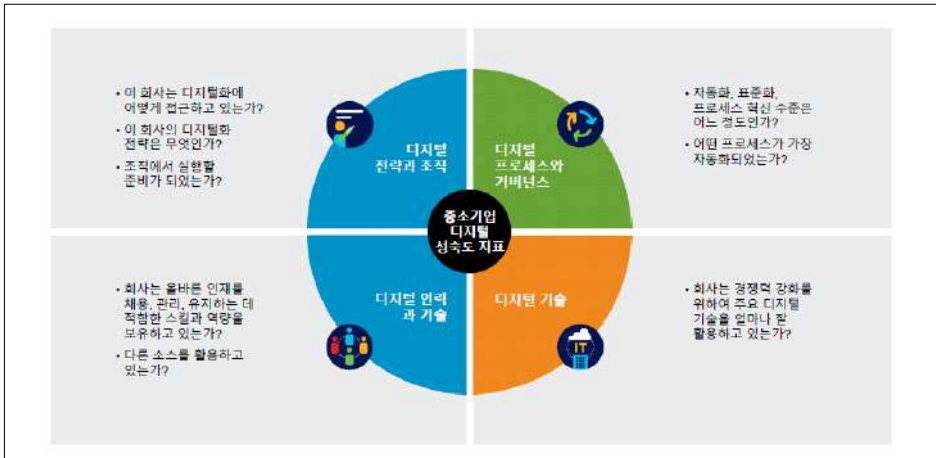 • 이 회사는 디지털화에
어떻게 접근하고 있는가?
• 이 회사의 디지털화
전략은 무엇인가?
• 조직에서 실행할
준비가 되었는가?
디지털
전략과 조직
디지털
프로세스와
거버넌스
• 자동화, 표준화,
프로세스 혁신 수준은
어느 정도인가?
• 어떤 프로세스가 가장
자동화되었는가?
중소기업
디지털
성숙도 지표
• 회사는 올바른 인재를
채용, 관리, 유지하는 데
적합한 스킬과 역량을
보유하고 있는가?
• 다른 소스를 활용하고
있는가?
디지털 인력
과 기술
디지털 기술
IT
• 회사는 경쟁력 강화를
위하여 주요 디지털
기술을 얼마나 잘
활용하고 있는가?